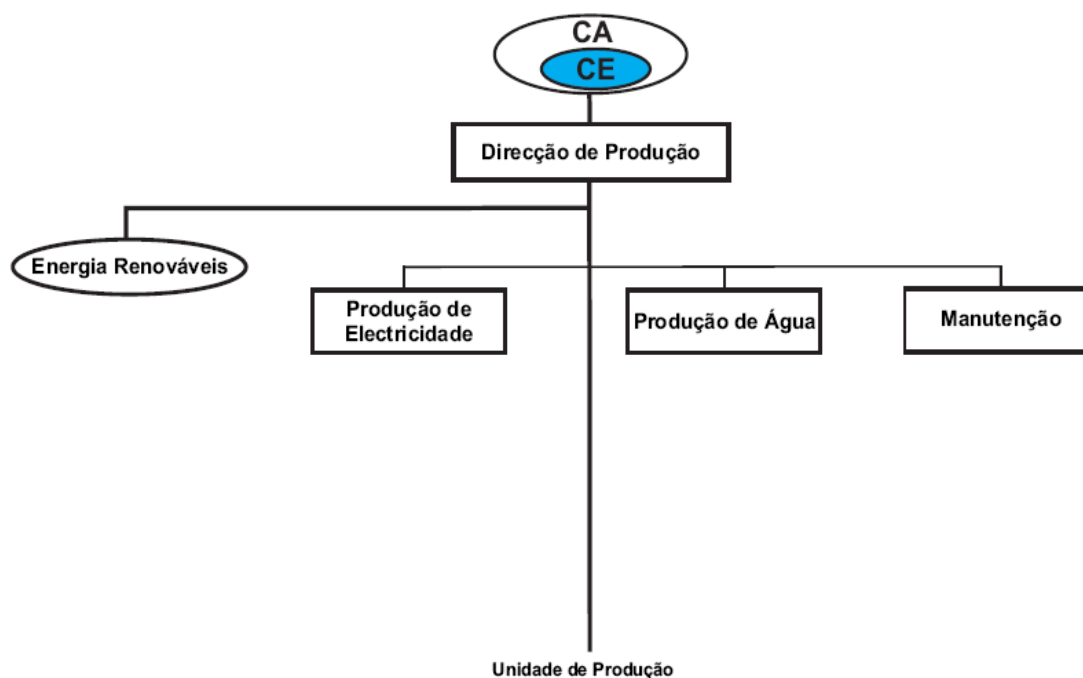 CA
CE
Direcção de Produção
Energia Renováveis
Produção de
Electricidade
Produção de Água
Manutenção
Unidade de Produção